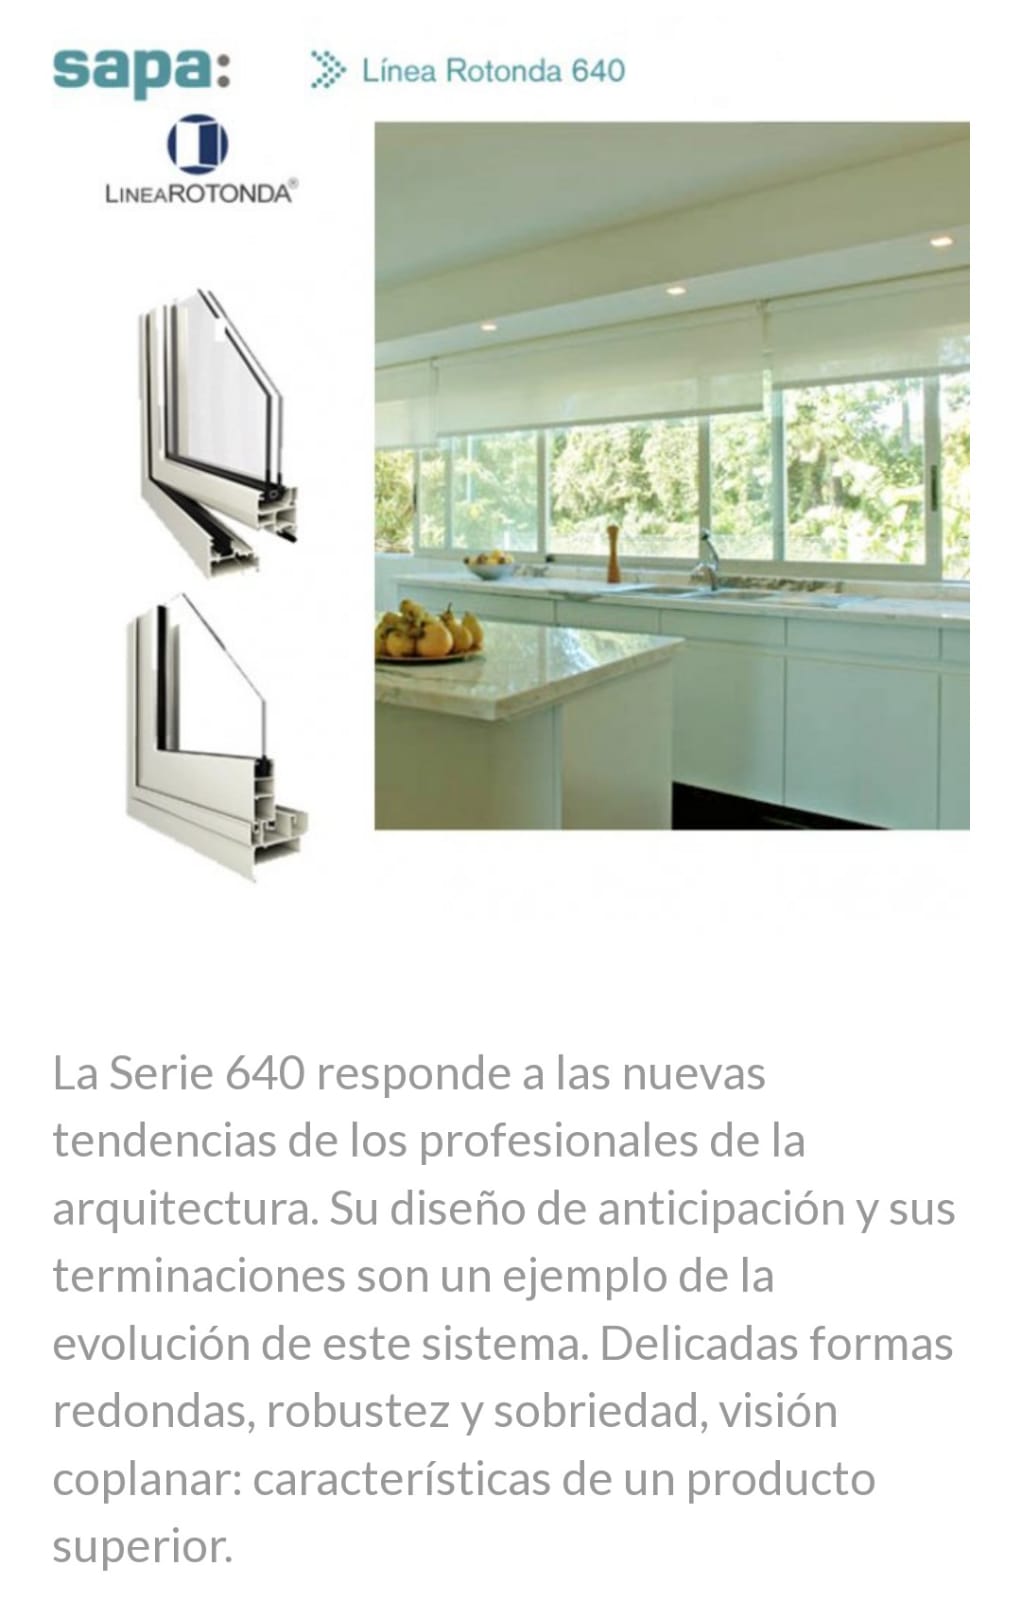 sapa:
Línea Rotonda 640
LINEAROTONDA®
La Serie 640 responde a las nuevas
tendencias de los profesionales de la
arquitectura. Su diseño de anticipación y sus
terminaciones son un ejemplo de la
evolución de este sistema. Delicadas formas
redondas, robustez y sobriedad, visión
coplanar: características de un producto
superior.